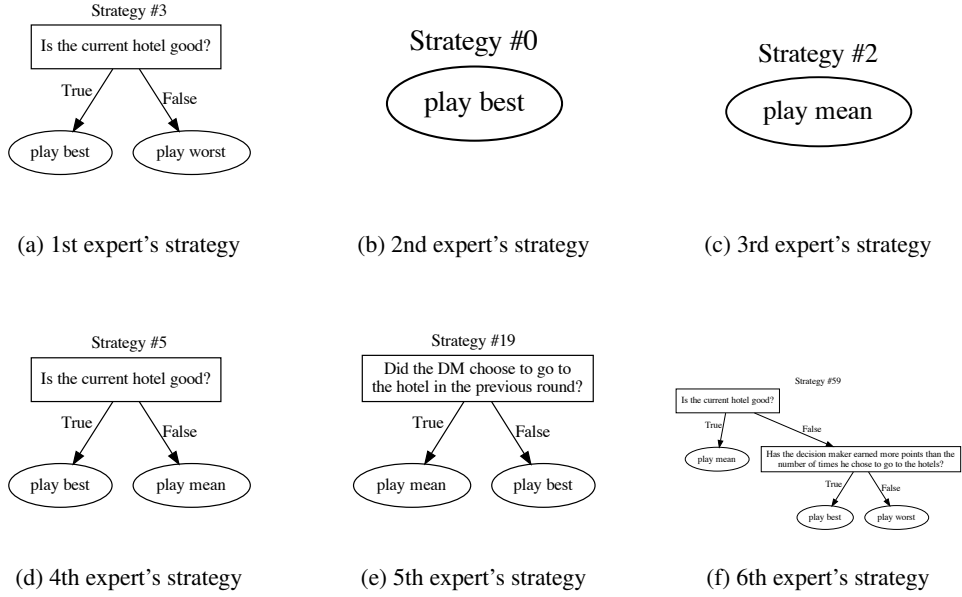 Strategy #3
Is the current hotel good?
True
False
play best
play worst
(a) 1st expert's strategy
Strategy #0
play best
(b) 2nd expert's strategy
Strategy #2
play mean
(c) 3rd expert's strategy
Strategy #5
Is the current hotel good?
True
False
play best
play mean
(d) 4th expert's strategy
Strategy #19
Did the DM choose to go to
the hotel in the previous round?
True
False
play mean
play best
(e) 5th expert's strategy
Strategy #59
Is the current hotel good?
True
False
play mean
Has the decision maker earned more points than the
number of times he chose to go to the hotels?
True
False
play best
play worst
(f) 6th expert's strategy